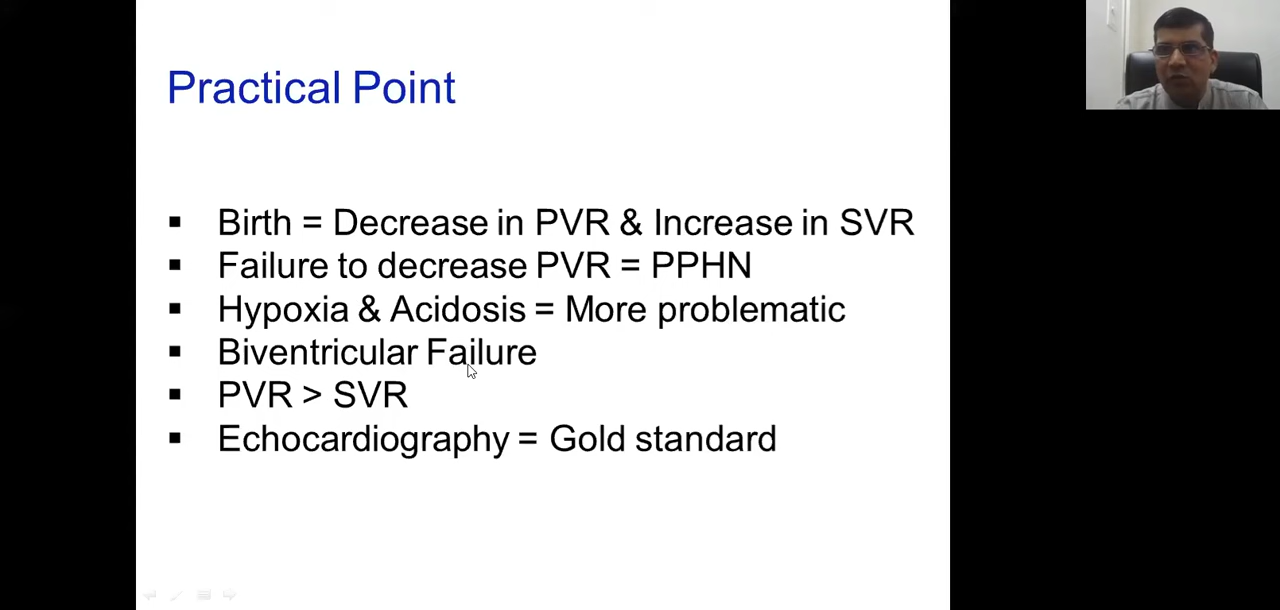 Practical Point
Birth = Decrease in PVR & Increase in SVR
Failure to decrease PVR = PPHN
Hypoxia & Acidosis = More problematic
Biventricular Failure
PVR > SVR
Echocardiography = Gold standard